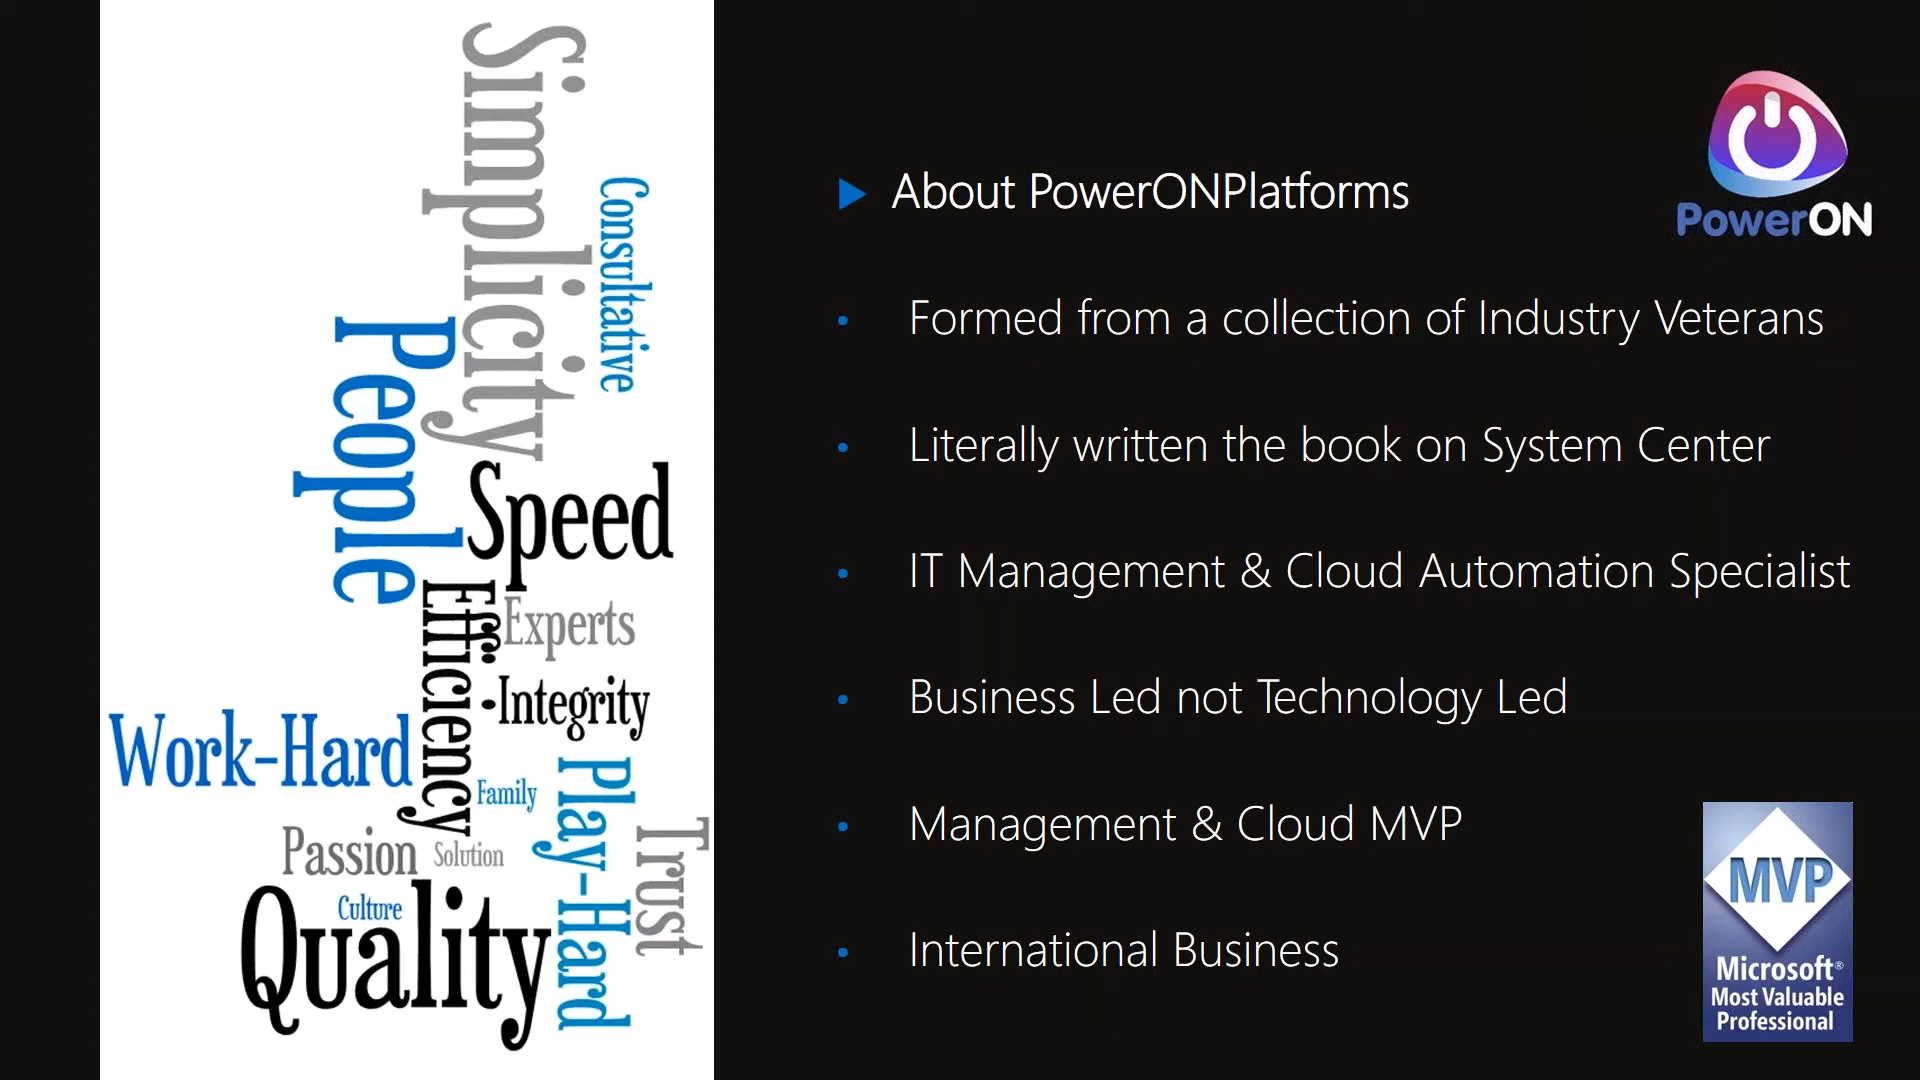 Simplicity
Consultative
People
Speed
Efficiency
Experts
Integrity
Work-Hard
Family
Play-Hard
Trust
Passion
Solution
Culture
Quality
About PowerONPlatforms
PowerON
Formed from a collection of Industry Veterans
Literally written the book on System Center
IT Management & Cloud Automation Specialist
Business Led not Technology Led
Management & Cloud MVP
International Business
MVP
Microsoft®
Most Valuable
Professional